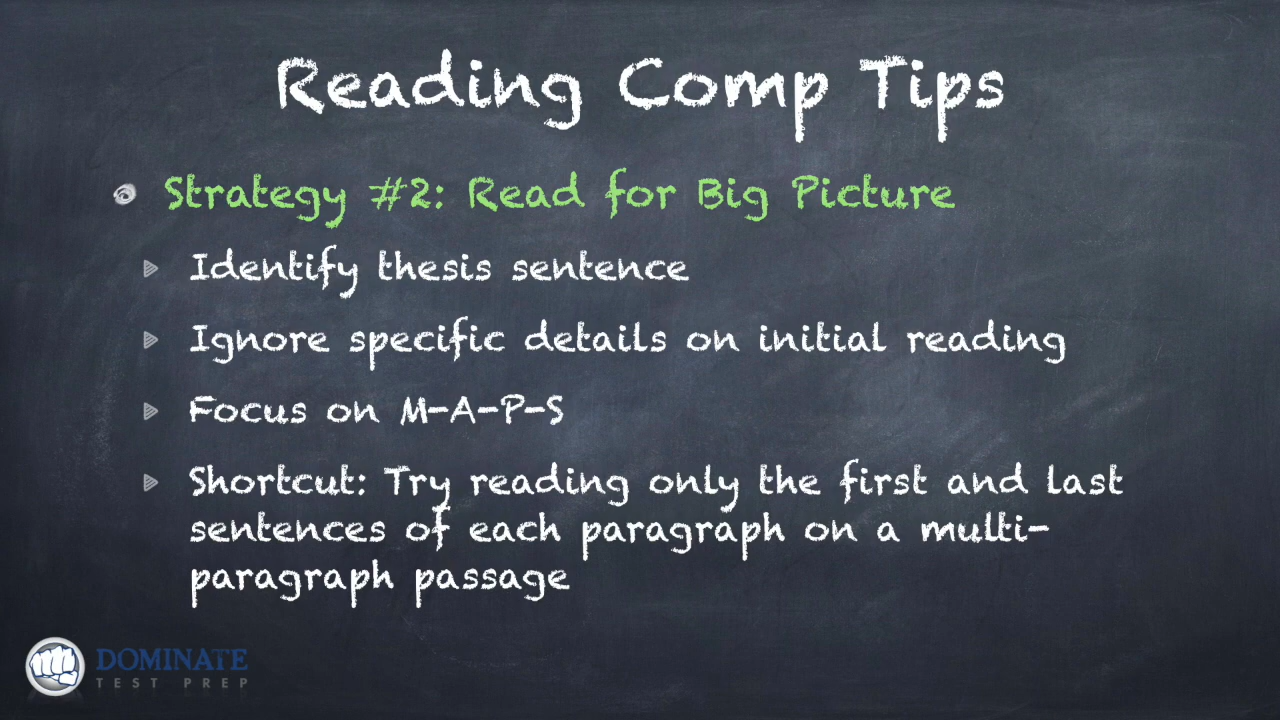 Reading Comp Tips
Strategy #2: Read for Big Picture
Identify thesis sentence
Ignore specific details on initial reading
Focus on M-A-P-S
Shortcut: Try reading only the first and last
sentences of each paragraph on a multi-
paragraph passage
DOMINATE
TEST PREP